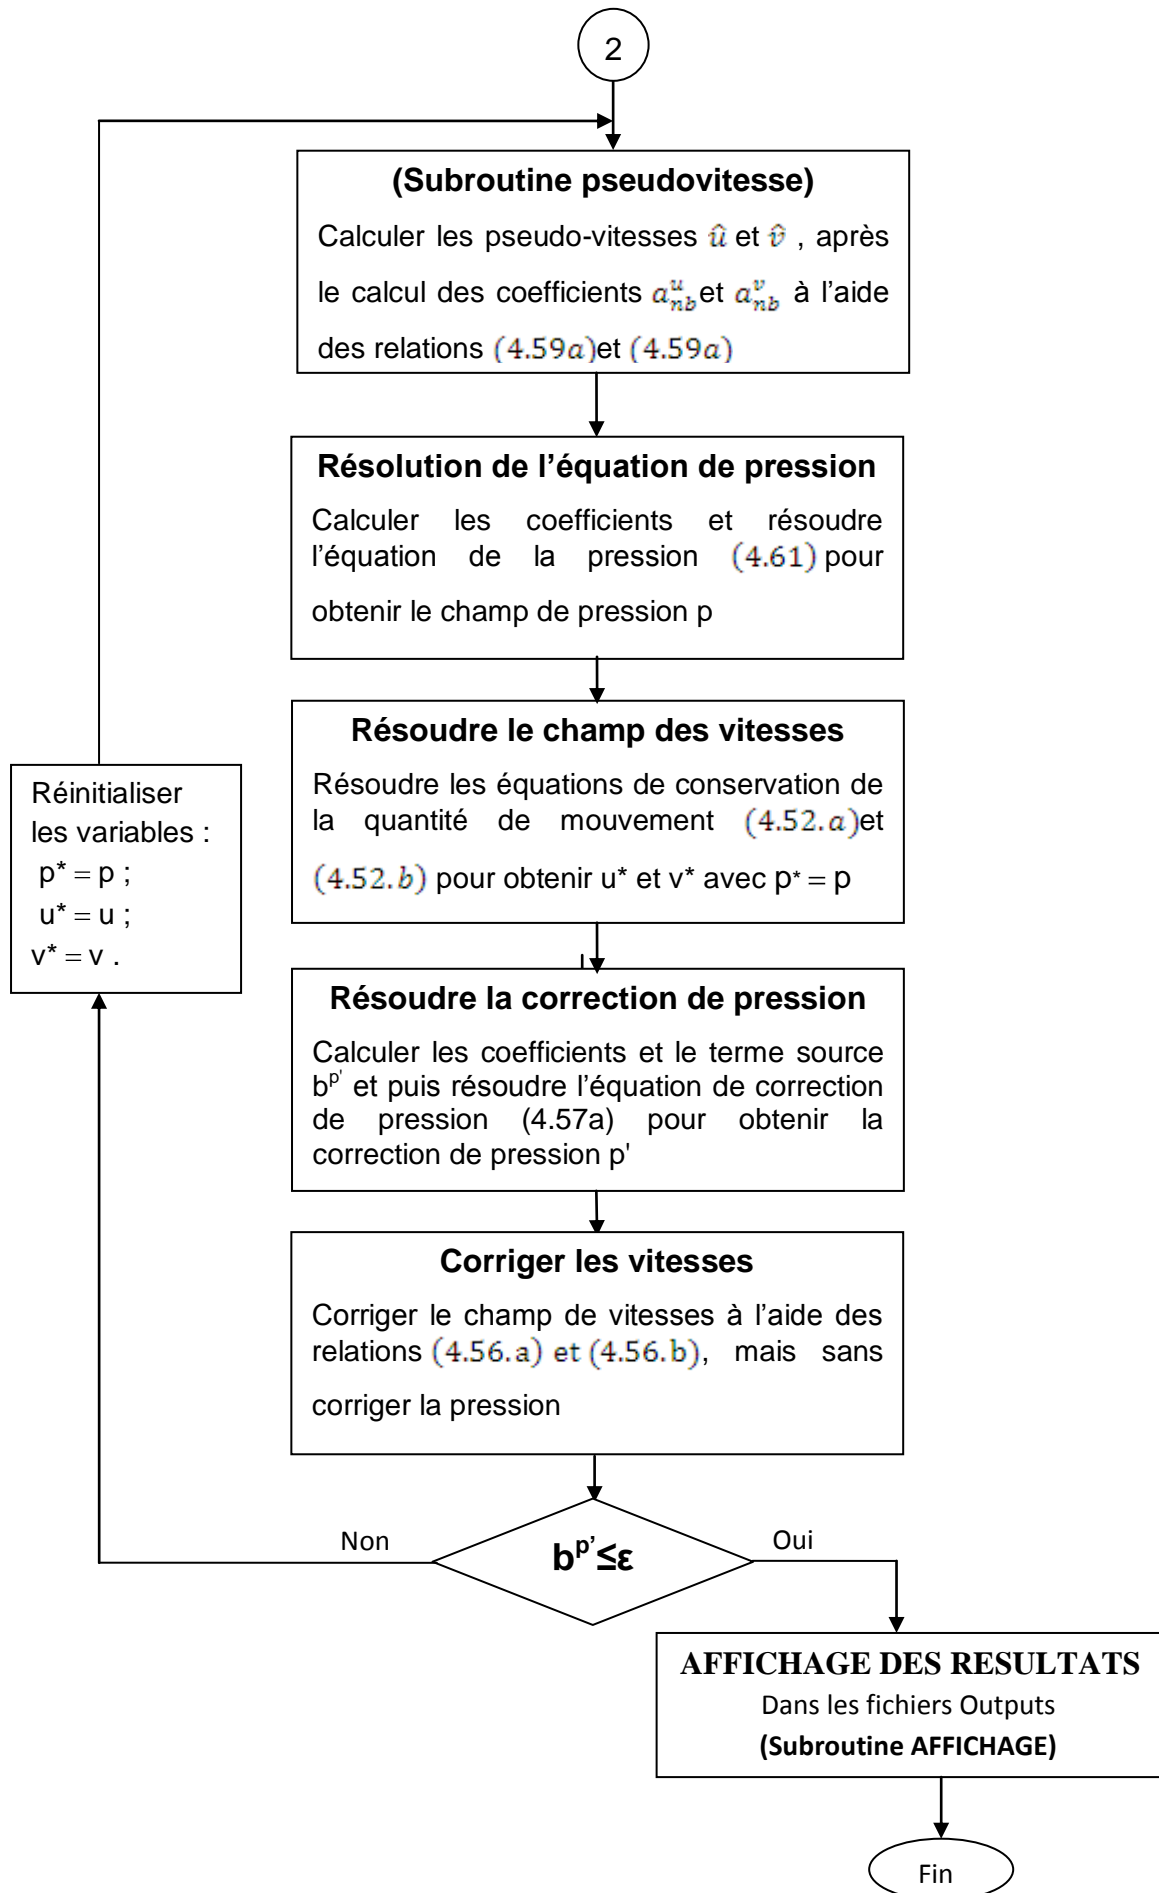 2
(Subroutine pseudovitesse)
Calculer les pseudo-vitesses û et v̂ , après
le calcul des coefficients a_{nb}^{u} et a_{nb}^{v} à l’aide
des relations (4.59a)et (4.59a)
Résolution de l’équation de pression
Calculer les coefficients et résoudre
l’équation de la pression (4.61) pour
obtenir le champ de pression p
Résoudre le champ des vitesses
Résoudre les équations de conservation de
la quantité de mouvement (4.52.a)et
(4.52.b) pour obtenir u* et v* avec p* = p
Réinitialiser
les variables :
p* = p ;
u* = u ;
v* = v .
Résoudre la correction de pression
Calculer les coefficients et le terme source
b^{p'} et puis résoudre l’équation de correction
de pression (4.57a) pour obtenir la
correction de pression p'
Corriger les vitesses
Corriger le champ de vitesses à l’aide des
relations (4.56.a) et (4.56.b), mais sans
corriger la pression
Non
b^{p’}≤ε
Oui
AFFICHAGE DES RESULTATS
Dans les fichiers Outputs
(Subroutine AFFICHAGE)
Fin